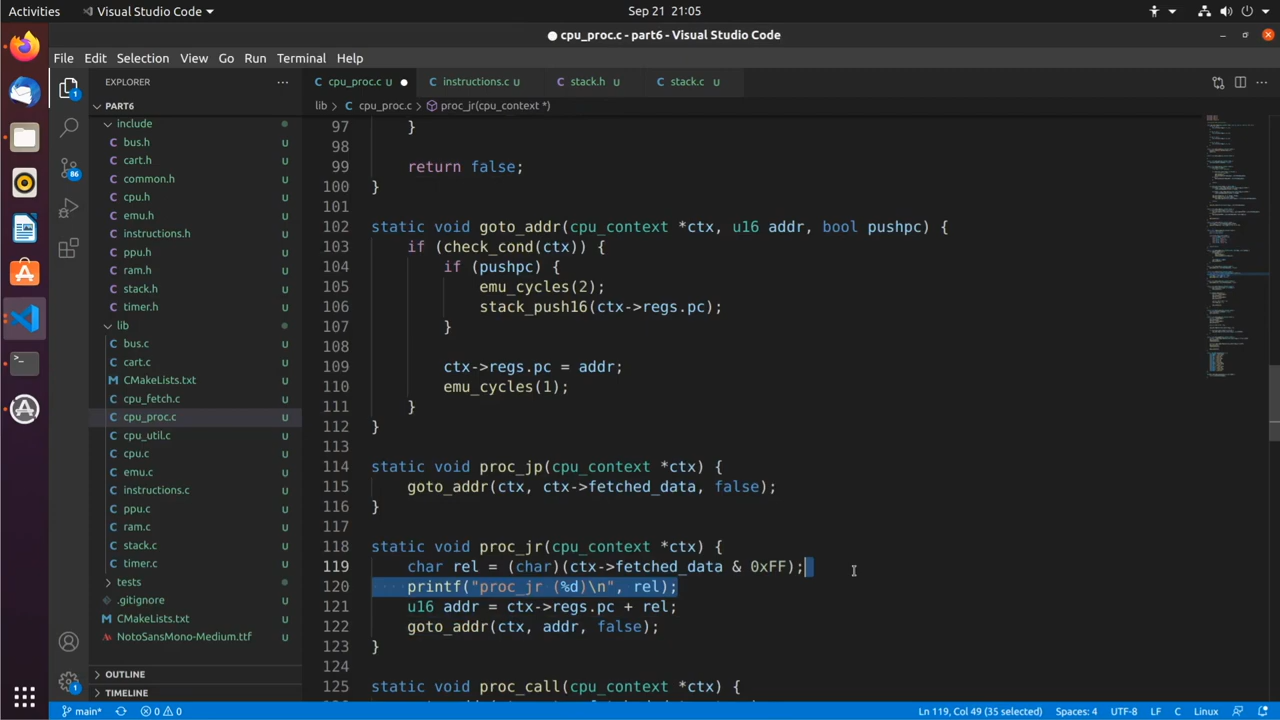 Activities
Visual Studio Code
Sep 21 21:05
cpu_proc.c - part6 - Visual Studio Code
File Edit Selection View Go Run Terminal Help
EXPLORER
cpu_proc.c U
instructions.c U
stack.h U
stack.c U
lib > cpu_proc.c > proc_jr(cpu_context *)
PART6
include
bus.h U
cart.h U
common.h U
cpu.h U
emu.h U
instructions.h U
ppu.h U
ram.h U
stack.h U
timer.h U
lib
bus.c U
cart.c U
CMakeLists.txt U
cpu_fetch.c U
cpu_proc.c U
cpu_util.c U
cpu.c U
emu.c U
instructions.c U
ppu.c U
ram.c U
stack.c U
timer.c U
tests
.gitignore U
CMakeLists.txt U
NotoSansMono-Medium.ttf U
OUTLINE
TIMELINE
86
1
1
97 }
98
99 return false;
100 }
101
102 static void goto_addr(cpu_context *ctx, u16 addr, bool pushpc) {
103 if (check_cond(ctx)) {
104 if (pushpc) {
105 emu_cycles(2);
106 stack_push16(ctx->regs.pc);
107 }
108
109 ctx->regs.pc = addr;
110 emu_cycles(1);
111 }
112 }
113
114 static void proc_jp(cpu_context *ctx) {
115 goto_addr(ctx, ctx->fetched_data, false);
116 }
117
118 static void proc_jr(cpu_context *ctx) {
119 char rel = (char)(ctx->fetched_data & 0xFF);
120 printf("proc_jr (%d)\n", rel);
121 u16 addr = ctx->regs.pc + rel;
122 goto_addr(ctx, addr, false);
123 }
124
125 static void proc_call(cpu_context *ctx) {
main* 0 0
Ln 119, Col 49 (35 selected) Spaces: 4 UTF-8 LF C Linux